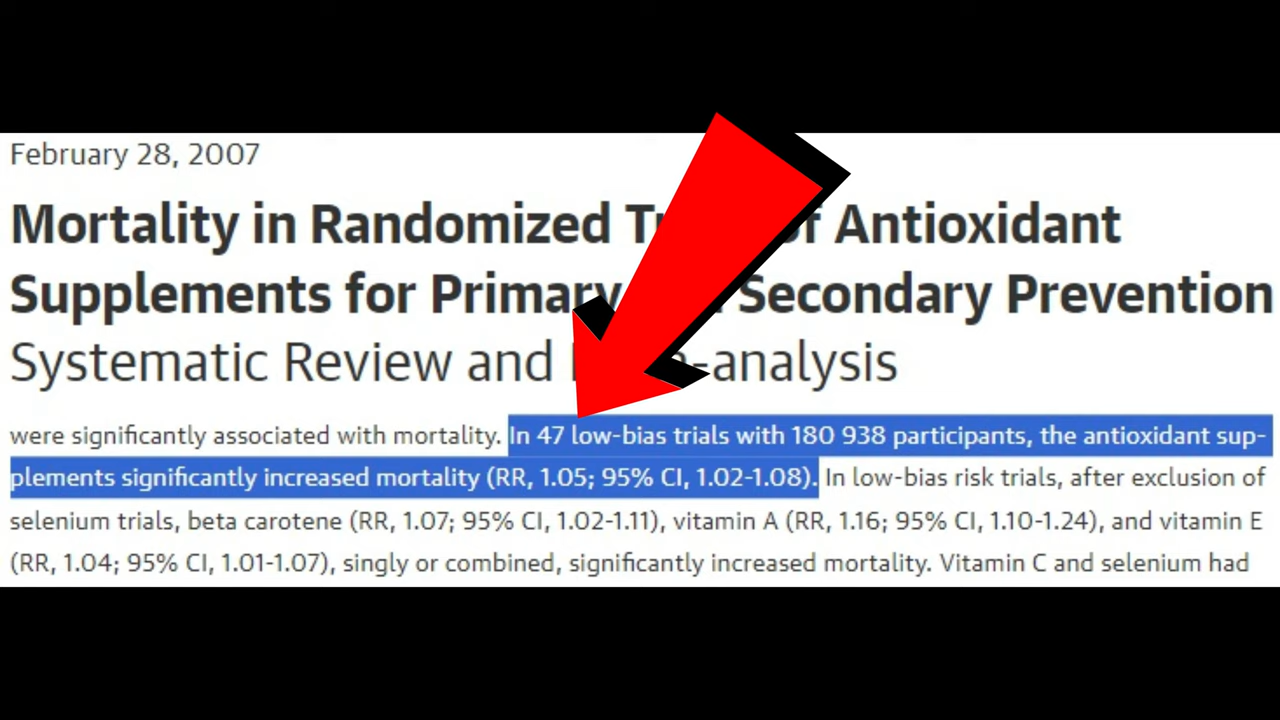 February 28, 2007
Mortality in Randomized of Antioxidant
Supplements for Primary Secondary Prevention
Systematic Review and -analysis
were significantly associated with mortality. In 47 low-bias trials with 180 938 participants, the antioxidant sup-
plements significantly increased mortality (RR, 1.05; 95% CI, 1.02-1.08). In low-bias risk trials, after exclusion of
selenium trials, beta carotene (RR, 1.07; 95% CI, 1.02-1.11), vitamin A (RR, 1.16; 95% CI, 1.10-1.24), and vitamin E
(RR, 1.04; 95% CI, 1.01-1.07), singly or combined, significantly increased mortality. Vitamin C and selenium had